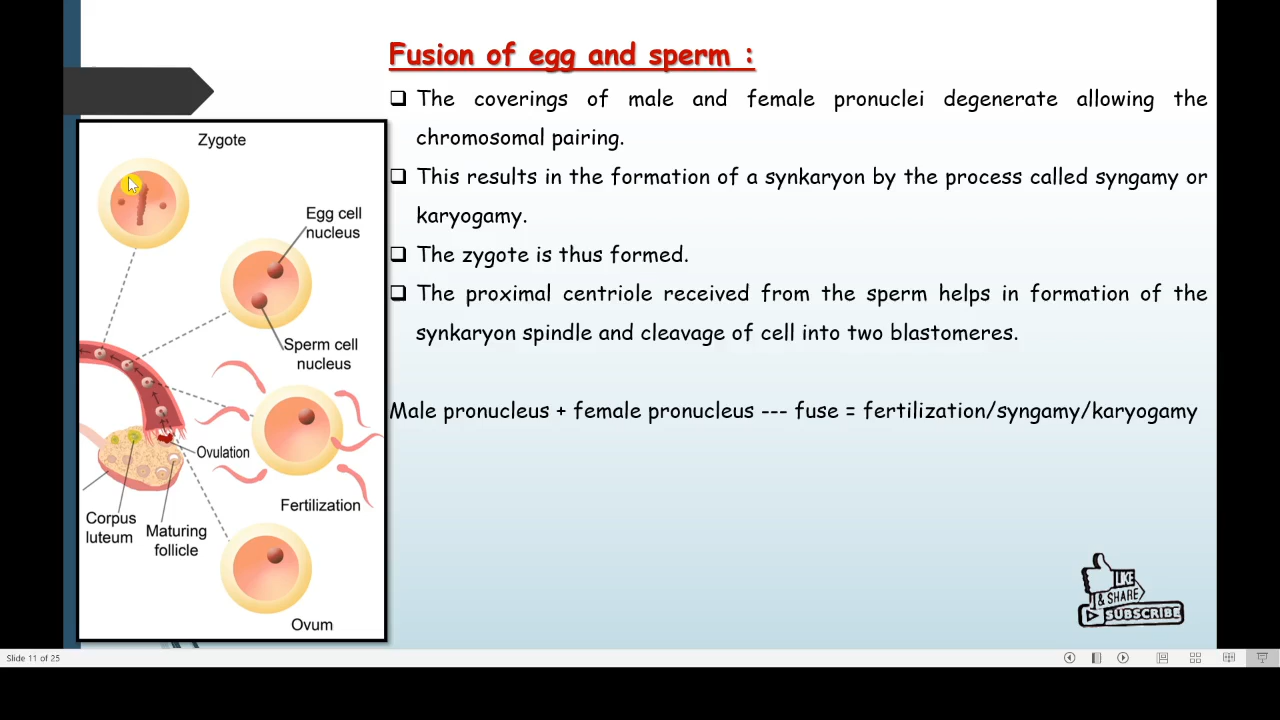 Fusion of egg and sperm :
❑ The coverings of male and female pronuclei degenerate allowing the
chromosomal pairing.
❑ This results in the formation of a synkaryon by the process called syngamy or
karyogamy.
❑ The zygote is thus formed.
❑ The proximal centriole received from the sperm helps in formation of the
synkaryon spindle and cleavage of cell into two blastomeres.
Male pronucleus + female pronucleus --- fuse = fertilization/syngamy/karyogamy
Zygote
Egg cell
nucleus
Sperm cell
nucleus
Ovulation
Fertilization
Corpus
luteum
Maturing
follicle
Ovum
LIKE
& SHARE
SUBSCRIBE
Slide 11 of 25